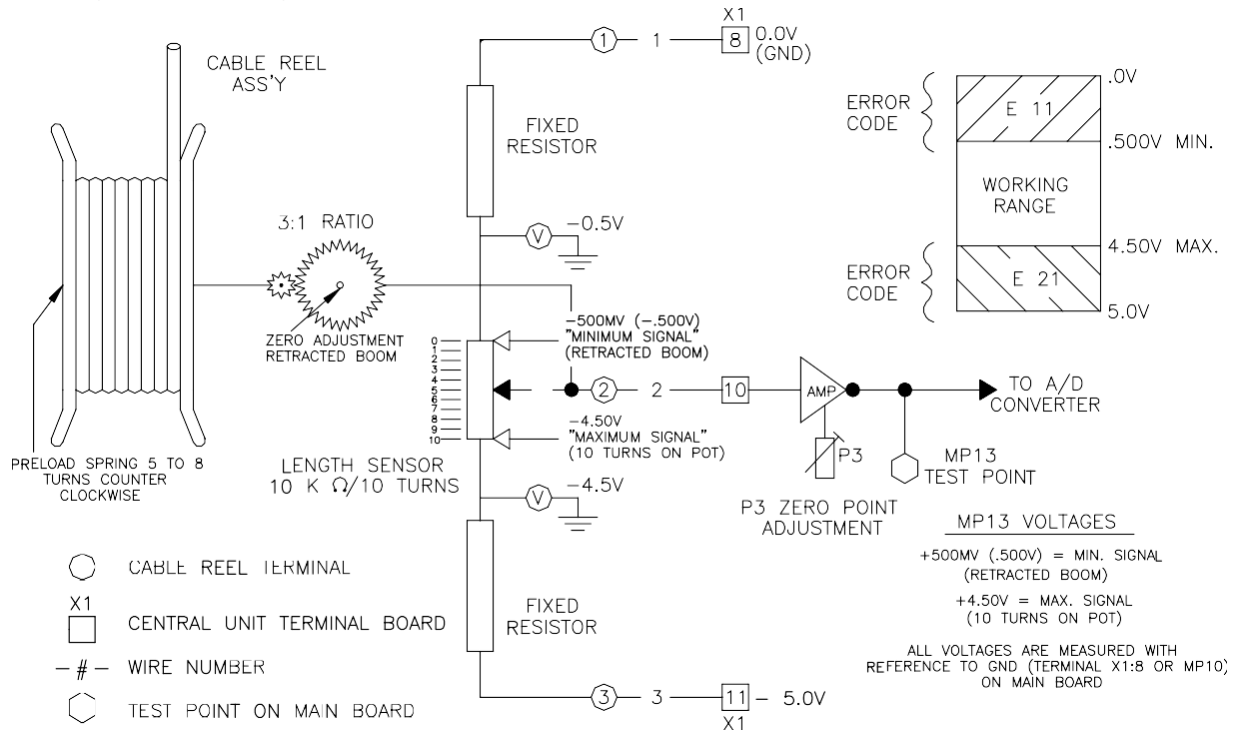 X1
1
1
8
0.0V
(GND)
CABLE REEL
ASS'Y
FIXED
RESISTOR
ERROR
CODE
E 11
.0V
.500V MIN.
WORKING
RANGE
4.50V MAX.
ERROR
CODE
E 21
5.0V
3:1 RATIO
V
-0.5V
ZERO ADJUSTMENT
RETRACTED BOOM
-500MV (-.500V)
"MINIMUM SIGNAL"
(RETRACTED BOOM)
0
1
2
3
4
5
6
7
8
9
10
2
2
10
AMP
TO A/D
CONVERTER
-4.50V
"MAXIMUM SIGNAL"
(10 TURNS ON POT)
P3
MP13
TEST POINT
PRELOAD SPRING 5 TO 8
TURNS COUNTER
CLOCKWISE
LENGTH SENSOR
10 K Ω/10 TURNS
V
-4.5V
P3 ZERO POINT
ADJUSTMENT
MP13 VOLTAGES
+500MV (.500V) = MIN. SIGNAL
(RETRACTED BOOM)
+4.50V = MAX. SIGNAL
(10 TURNS ON POT)
ALL VOLTAGES ARE MEASURED WITH
REFERENCE TO GND (TERMINAL X1:8 OR MP10)
ON MAIN BOARD
CABLE REEL TERMINAL
X1
CENTRAL UNIT TERMINAL BOARD
-#- WIRE NUMBER
TEST POINT ON MAIN BOARD
FIXED
RESISTOR
3
3
11
- 5.0V
X1